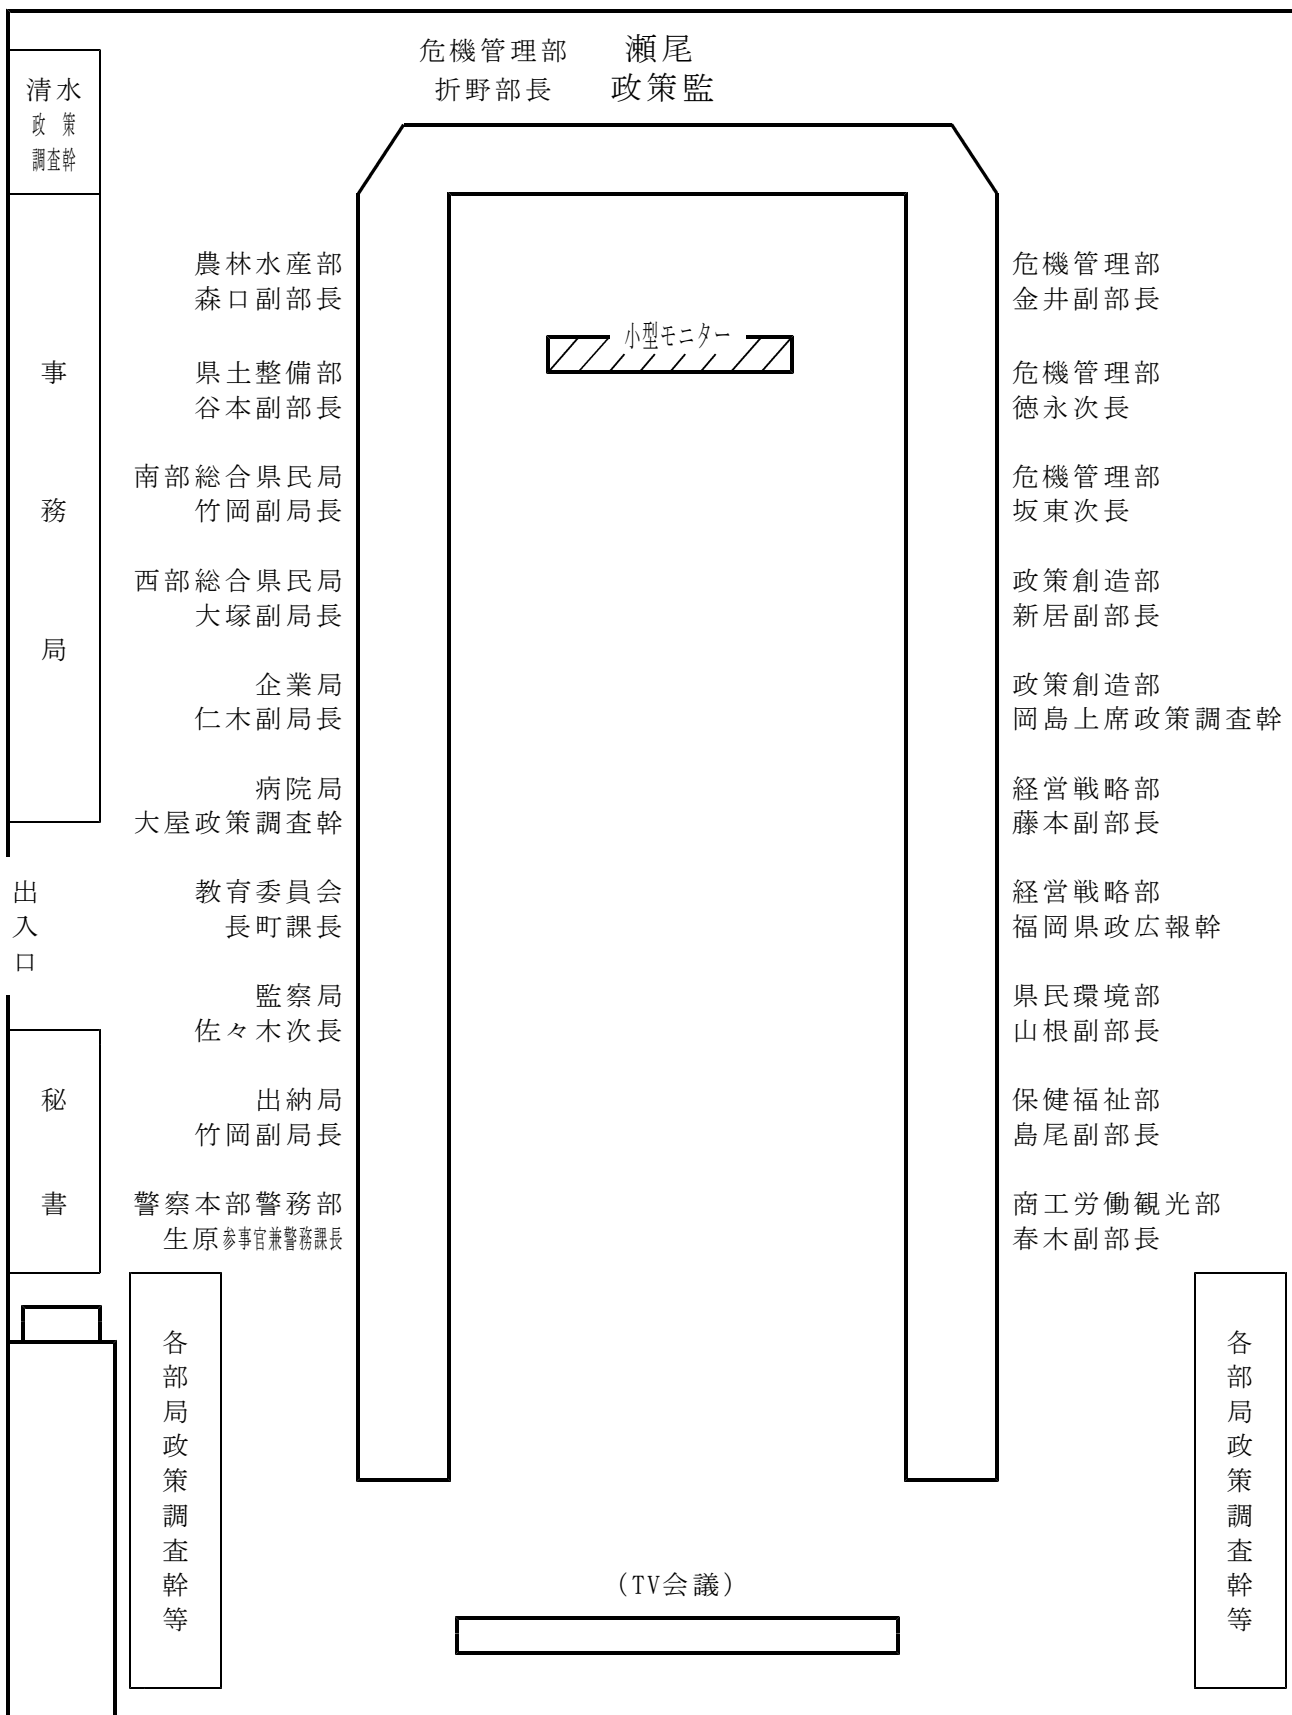 危機管理部 瀬尾
折野部長 政策監
清水
政策
調査幹
事務局
出入口
秘書
農林水産部
森口副部長
県土整備部
谷本副部長
南部総合県民局
竹岡副局長
西部総合県民局
大塚副局長
企業局
仁木副局長
病院局
大屋政策調査幹
教育委員会
長町課長
監察局
佐々木次長
出納局
竹岡副局長
警察本部警務部
生原参事官兼警務課長
小型モニター
危機管理部
金井副部長
危機管理部
徳永次長
危機管理部
坂東次長
政策創造部
新居副部長
政策創造部
岡島上席政策調査幹
経営戦略部
藤本副部長
経営戦略部
福岡県政広報幹
県民環境部
山根副部長
保健福祉部
島尾副部長
商工労働観光部
春木副部長
各部局政策調査幹等
各部局政策調査幹等
(TV会議)